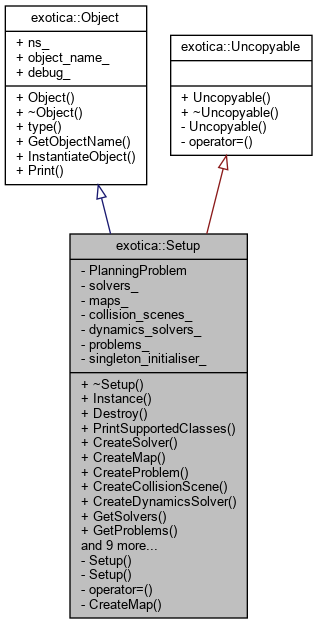 exotica::Object
+ ns_
+ object_name_
+ debug_
+ Object()
+ ~Object()
+ type()
+ GetObjectName()
+ InstantiateObject()
+ Print()
exotica::Uncopyable
+ Uncopyable()
+ ~Uncopyable()
- Uncopyable()
- operator=()
exotica::Setup
- PlanningProblem
- solvers_
- maps_
- collision_scenes_
- dynamics_solvers_
- problems_
- singleton_initialiser_
+ ~Setup()
+ Instance()
+ Destroy()
+ PrintSupportedClasses()
+ CreateSolver()
+ CreateMap()
+ CreateProblem()
+ CreateCollisionScene()
+ CreateDynamicsSolver()
+ GetSolvers()
+ GetProblems()
and 9 more...
- Setup()
- Setup()
- operator=()
- CreateMap()